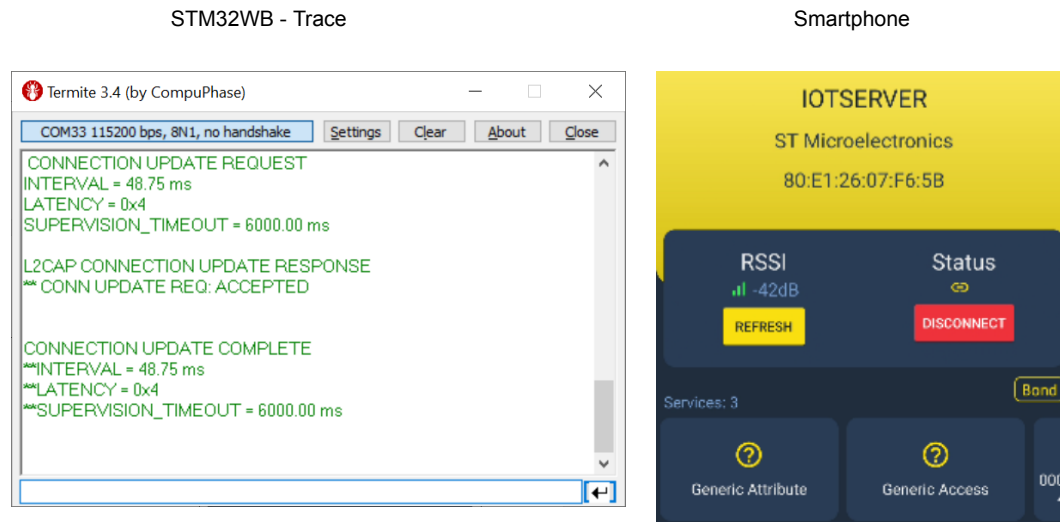 STM32WB - Trace
Smartphone
Termite 3.4 (by CompuPhase)
COM33 115200 bps, 8N1, no handshake
Settings
Clear
About
Close
CONNECTION UPDATE REQUEST
INTERVAL = 48.75 ms
LATENCY = 0x4
SUPERVISION_TIMEOUT = 6000.00 ms
L2CAP CONNECTION UPDATE RESPONSE
** CONN UPDATE REQ: ACCEPTED
CONNECTION UPDATE COMPLETE
**INTERVAL = 48.75 ms
**LATENCY = 0x4
**SUPERVISION_TIMEOUT = 6000.00 ms
IOTSERVER
ST Microelectronics
80:E1:26:07:F6:5B
RSSI
-42dB
REFRESH
Status
DISCONNECT
Services: 3
Bond
Generic Attribute
Generic Access